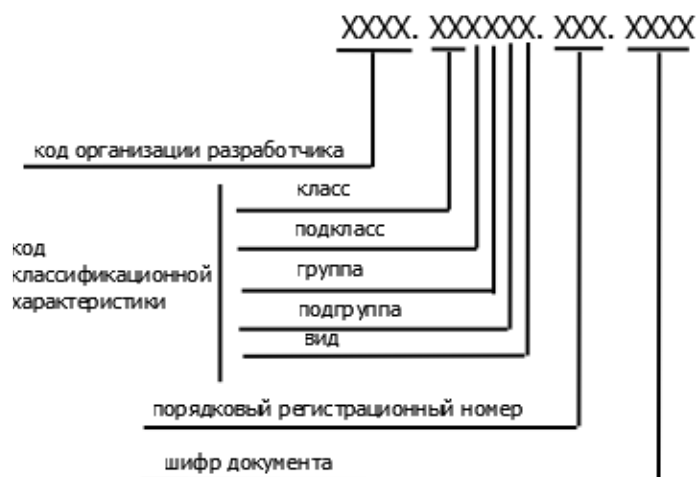 XXXX. XXXXXX. XXX. XXXX
код организации разработчика
класс
подкласс
код
классификационной
характеристики
группа
подгруппа
вид
порядковый регистрационный номер
шифр документа